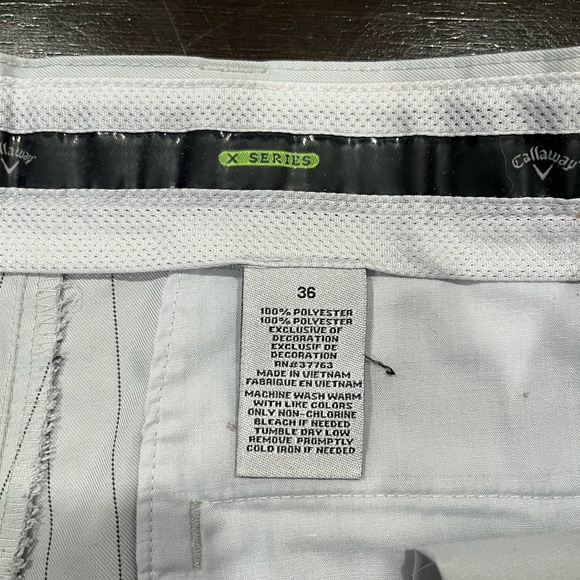 Callaway
X SERIES
Callaway
36
100% POLYESTER
100% POLYESTER
EXCLUSIVE OF
DECORATION
EXCLUSIF DE
DECORATION
RN#37763
MADE IN VIETNAM
FABRIQUE EN VIETNAM
MACHINE WASH WARM
WITH LIKE COLORS
ONLY NON-CHLORINE
BLEACH IF NEEDED
TUMBLE DRY LOW
REMOVE PROMPTLY
COLD IRON IF NEEDED